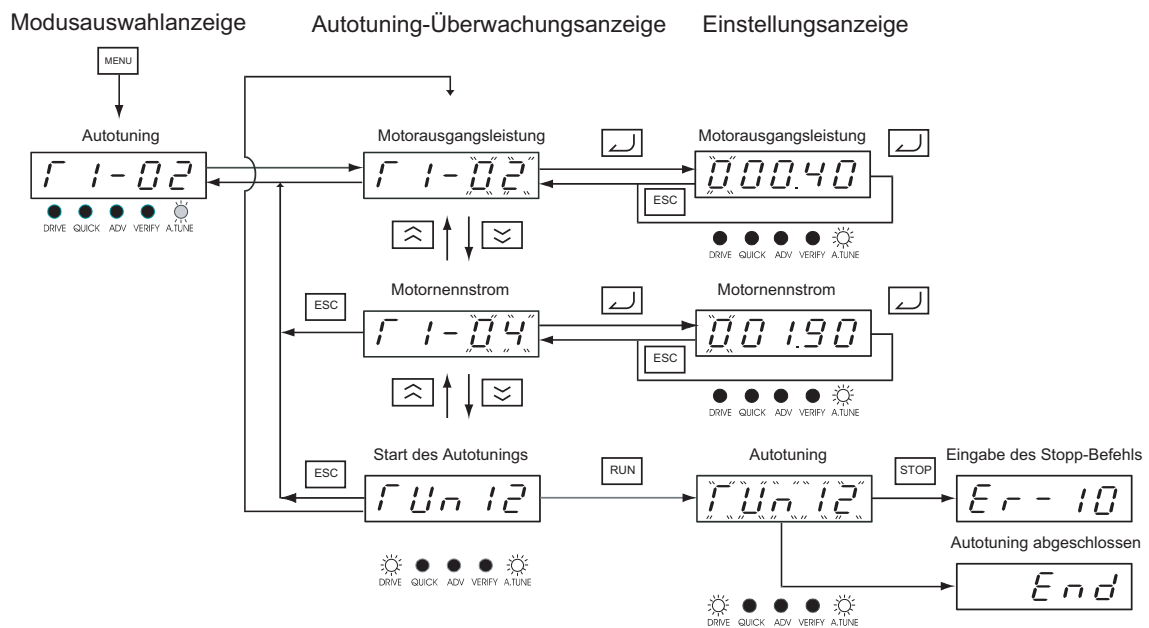 Modusauswahlanzeige Autotuning-Überwachungsanzeige Einstellungsanzeige
MENU
Autotuning Motorausgangsleistung Motorausgangsleistung
T1-02 T1-02 000.40
ESC
DRIVE QUICK ADV VERIFY A.TUNE
DRIVE QUICK ADV VERIFY A.TUNE
Motornennstrom Motornennstrom
ESC
T1-04 001.90
ESC
DRIVE QUICK ADV VERIFY A.TUNE
Start des Autotunings Autotuning Eingabe des Stopp-Befehls
ESC RUN STOP
TUn12 TUn12 Er-10
Autotuning abgeschlossen
DRIVE QUICK ADV VERIFY A.TUNE
End
DRIVE QUICK ADV VERIFY A.TUNE